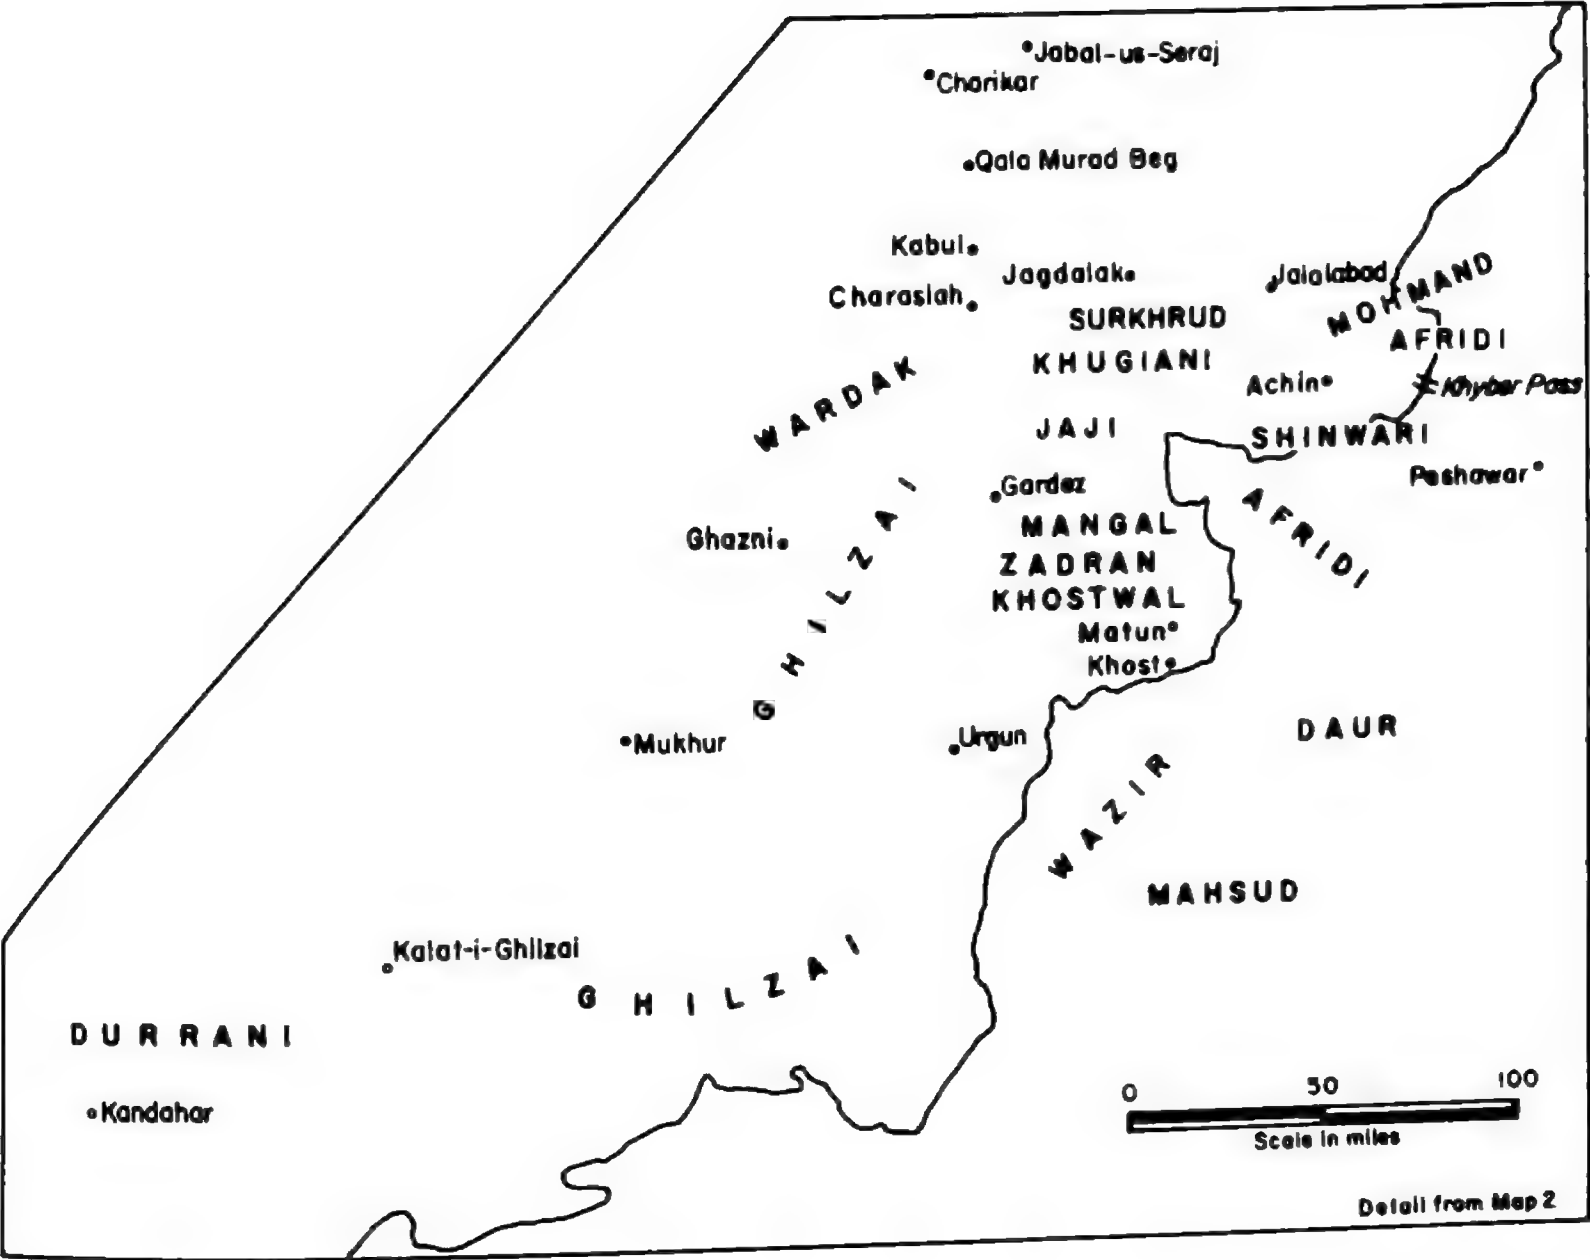 Jabal-us-Seraj
Charikar
Qala Murad Beg
Kabul
Jagdalak
Jalalabad
MOHMAND
Charasiah
SURKHRUD
AFRIDI
KHUGIANI
WARDAK
Achin
Khyber Pass
JAJI
SHINWARI
Peshawar
Gardez
AFRIDI
MANGAL
Ghazni
GHILZAI
ZADRAN
KHOSTWAL
Matun
Khost
Mukhur
Urgun
DAUR
WAZIR
MAHSUD
Kalat-i-Ghilzai
GHILZAI
DURRANI
Kandahar
0 50 100
Scale in miles
Detail from Map 2